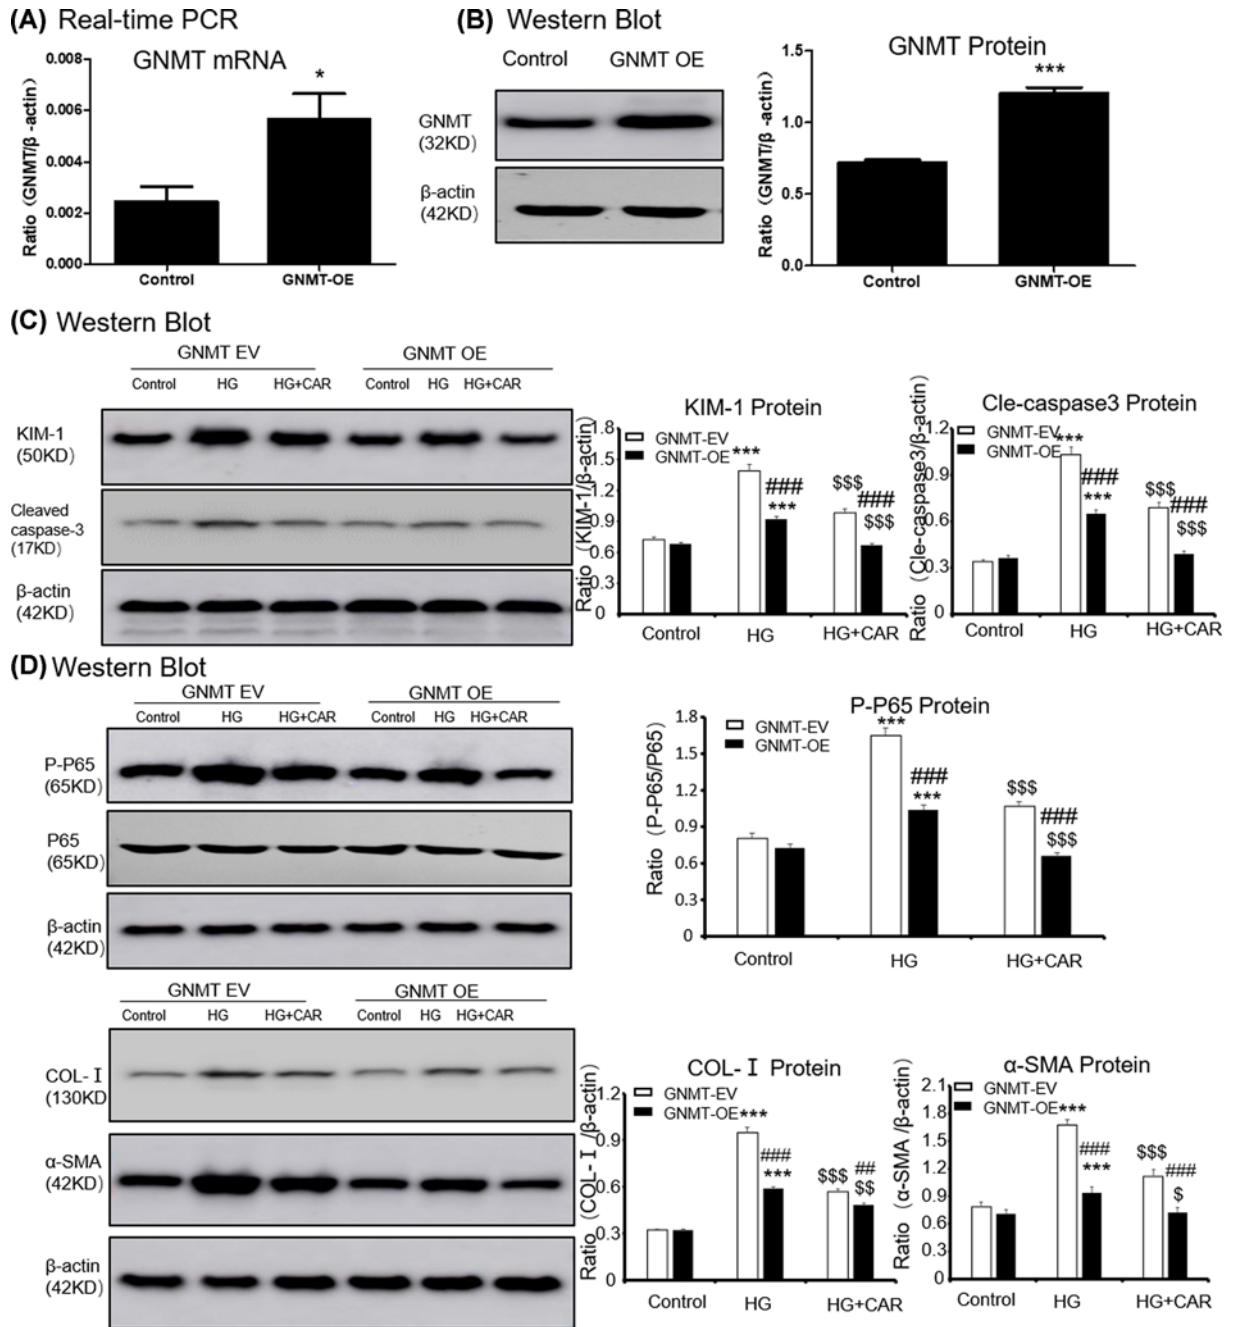 (A) Real-time PCR
GNMT mRNA
Ratio (GNMT/β -actin)
0.008
0.006
0.004
0.002
0.000
*
Control
GNMT-OE
(B) Western Blot
Control
GNMT OE
GNMT
(32KD)
β-actin
(42KD)
GNMT Protein
Ratio (GNMT/β -actin)
1.5
1.0
0.5
0.0
***
Control
GNMT-OE
(C) Western Blot
GNMT EV
GNMT OE
Control HG HG+CAR Control HG HG+CAR
KIM-1
(50KD)
Cleaved
caspase-3
(17KD)
β-actin
(42KD)
KIM-1 Protein
GNMT-EV
GNMT-OE
Ratio (KIM-1/β-actin)
1.8
1.5
1.2
0.9
0.6
0.3
0
***
###
***
$$$
###
$$$
Control
HG
HG+CAR
Cle-caspase3 Protein
GNMT-EV
GNMT-OE
Ratio (Cle-caspase3/β-actin)
1.2
0.9
0.6
0.3
0
***
###
***
$$$
###
$$$
Control
HG
HG+CAR
(D) Western Blot
GNMT EV
GNMT OE
Control HG HG+CAR Control HG HG+CAR
P-P65
(65KD)
P65
(65KD)
β-actin
(42KD)
P-P65 Protein
GNMT-EV
GNMT-OE
Ratio (P-P65/P65)
1.8
1.5
1.2
0.9
0.6
0.3
0
***
###
***
$$$
###
$$$
Control
HG
HG+CAR
GNMT EV
GNMT OE
Control HG HG+CAR Control HG HG+CAR
COL-Ⅰ
(130KD
α-SMA
(42KD)
β-actin
(42KD)
COL-Ⅰ Protein
GNMT-EV
GNMT-OE
Ratio (COL-Ⅰ/β-actin)
1.2
0.9
0.6
0.3
0
***
###
***
$$$
##
$$
Control
HG
HG+CAR
α-SMA Protein
GNMT-EV
GNMT-OE
Ratio (α-SMA /β-actin)
2.1
1.8
1.5
1.2
0.9
0.6
0.3
0
***
###
***
$$$
###
$
Control
HG
HG+CAR